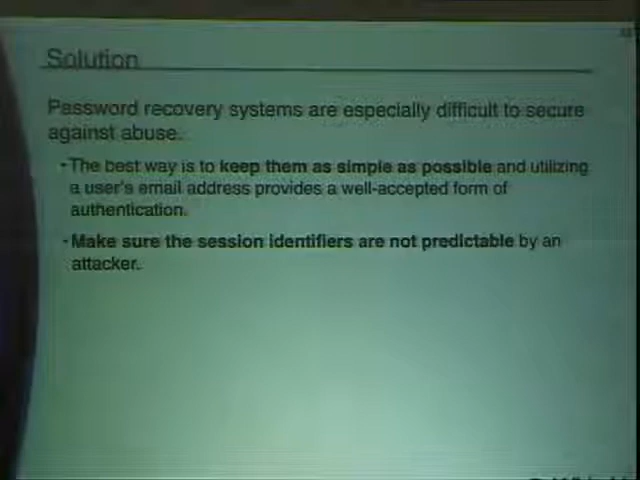 Solution
Password recovery systems are especially difficult to secure
against abuse.
•The best way is to keep them as simple as possible and utilizing
a user's email address provides a well-accepted form of
authentication.
•Make sure the session identifiers are not predictable by an
attacker.